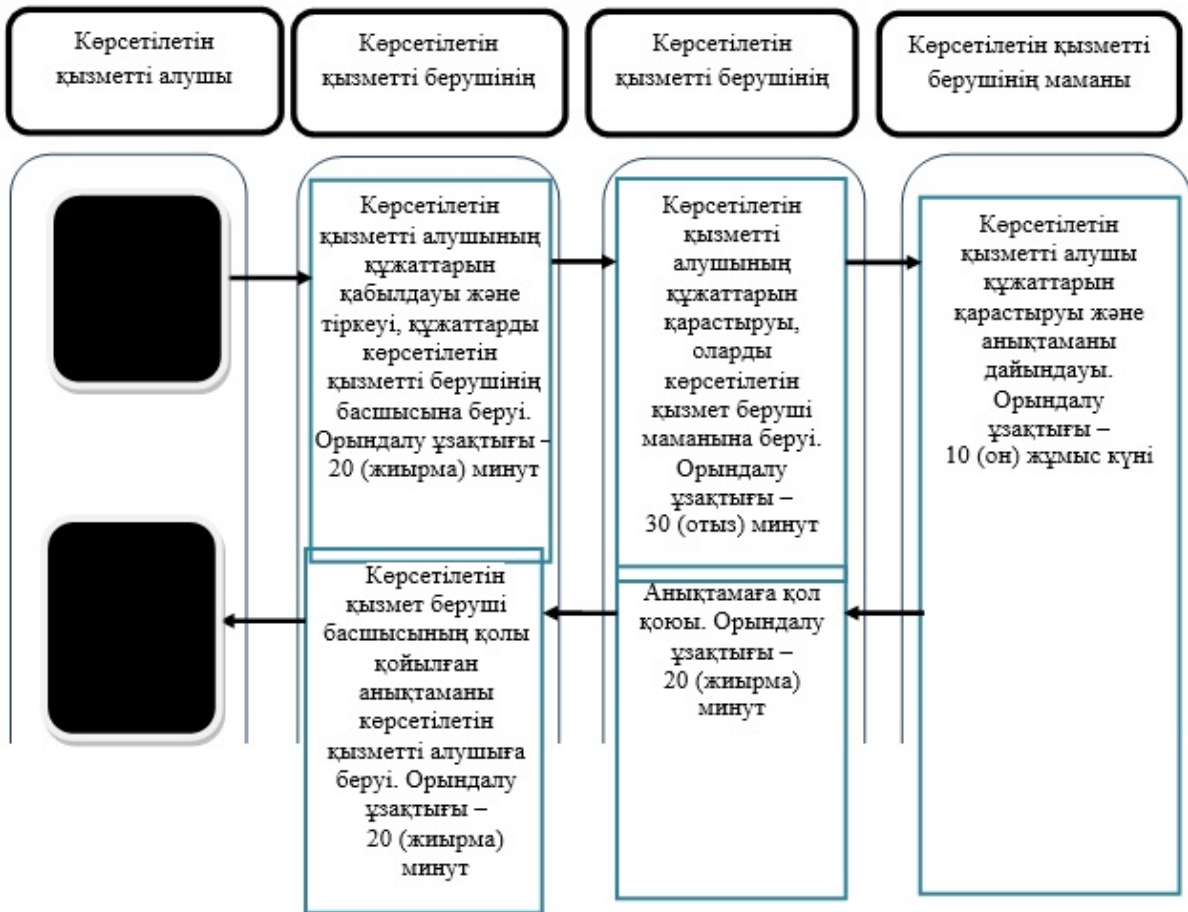 Көрсетілетін
қызметті алушы
Көрсетілетін
қызметті берушінің
Көрсетілетін
қызметті берушінің
Көрсетілетін қызметті
берушінің маманы
Көрсетілетін
қызметті алушының
құжаттарын
қабылдауы және
тіркеуі, құжаттарды
көрсетілетін
қызметті берушінің
басшысына беруі.
Орындалу ұзақтығы –
20 (жиырма) минут
Көрсетілетін
қызметті
алушының
құжаттарын
қарастыруы,
оларды
көрсетілетін
қызмет беруші
маманына беруі.
Орындалу
ұзақтығы –
30 (отыз) минут
Көрсетілетін
қызметті алушы
құжаттарын
қарастыруы және
анықтаманы
дайындауы.
Орындалу
ұзақтығы –
10 (он) жұмыс күні
Көрсетілетін
қызмет беруші
басшысының қолы
қойылған
анықтаманы
көрсетілетін
қызметті алушыға
беруі. Орындалу
ұзақтығы –
20 (жиырма)
минут
Анықтамаға қол
қоюы. Орындалу
ұзақтығы –
20 (жиырма)
минут